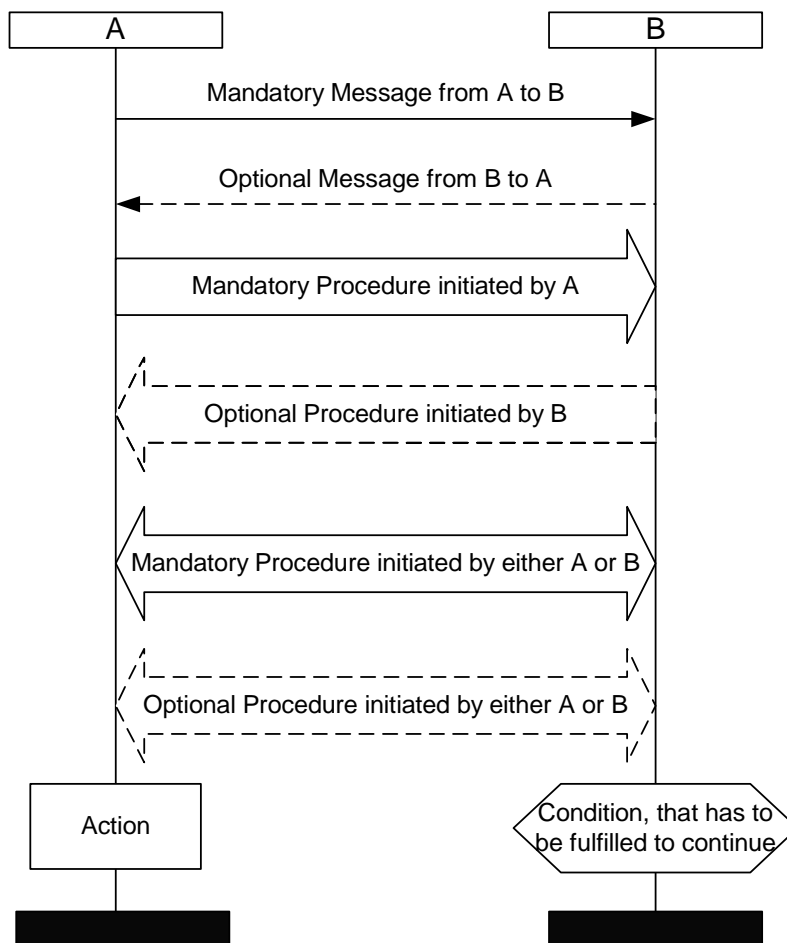 A
B
Mandatory Message from A to B
Optional Message from B to A
Mandatory Procedure initiated by A
Optional Procedure initiated by B
Mandatory Procedure initiated by either A or B
Optional Procedure initiated by either A or B
Action
Condition, that has to
be fulfilled to continue